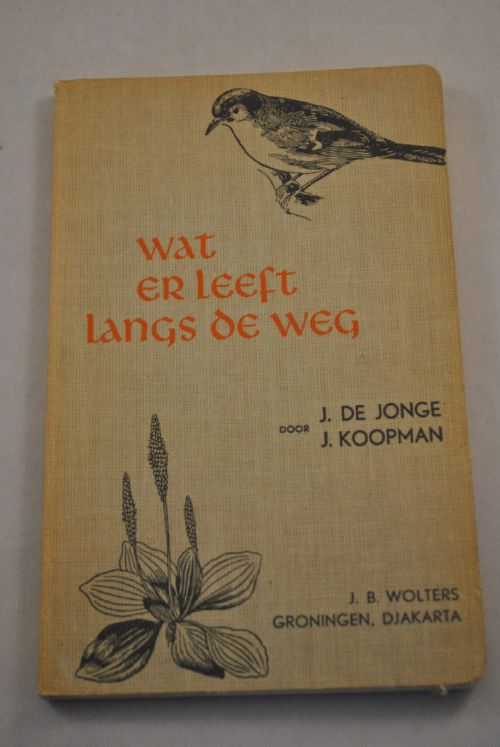 wat
er leeft
langs de weg
DOOR J. DE JONGE
J. KOOPMAN
J. B. WOLTERS
GRONINGEN, DJAKARTA